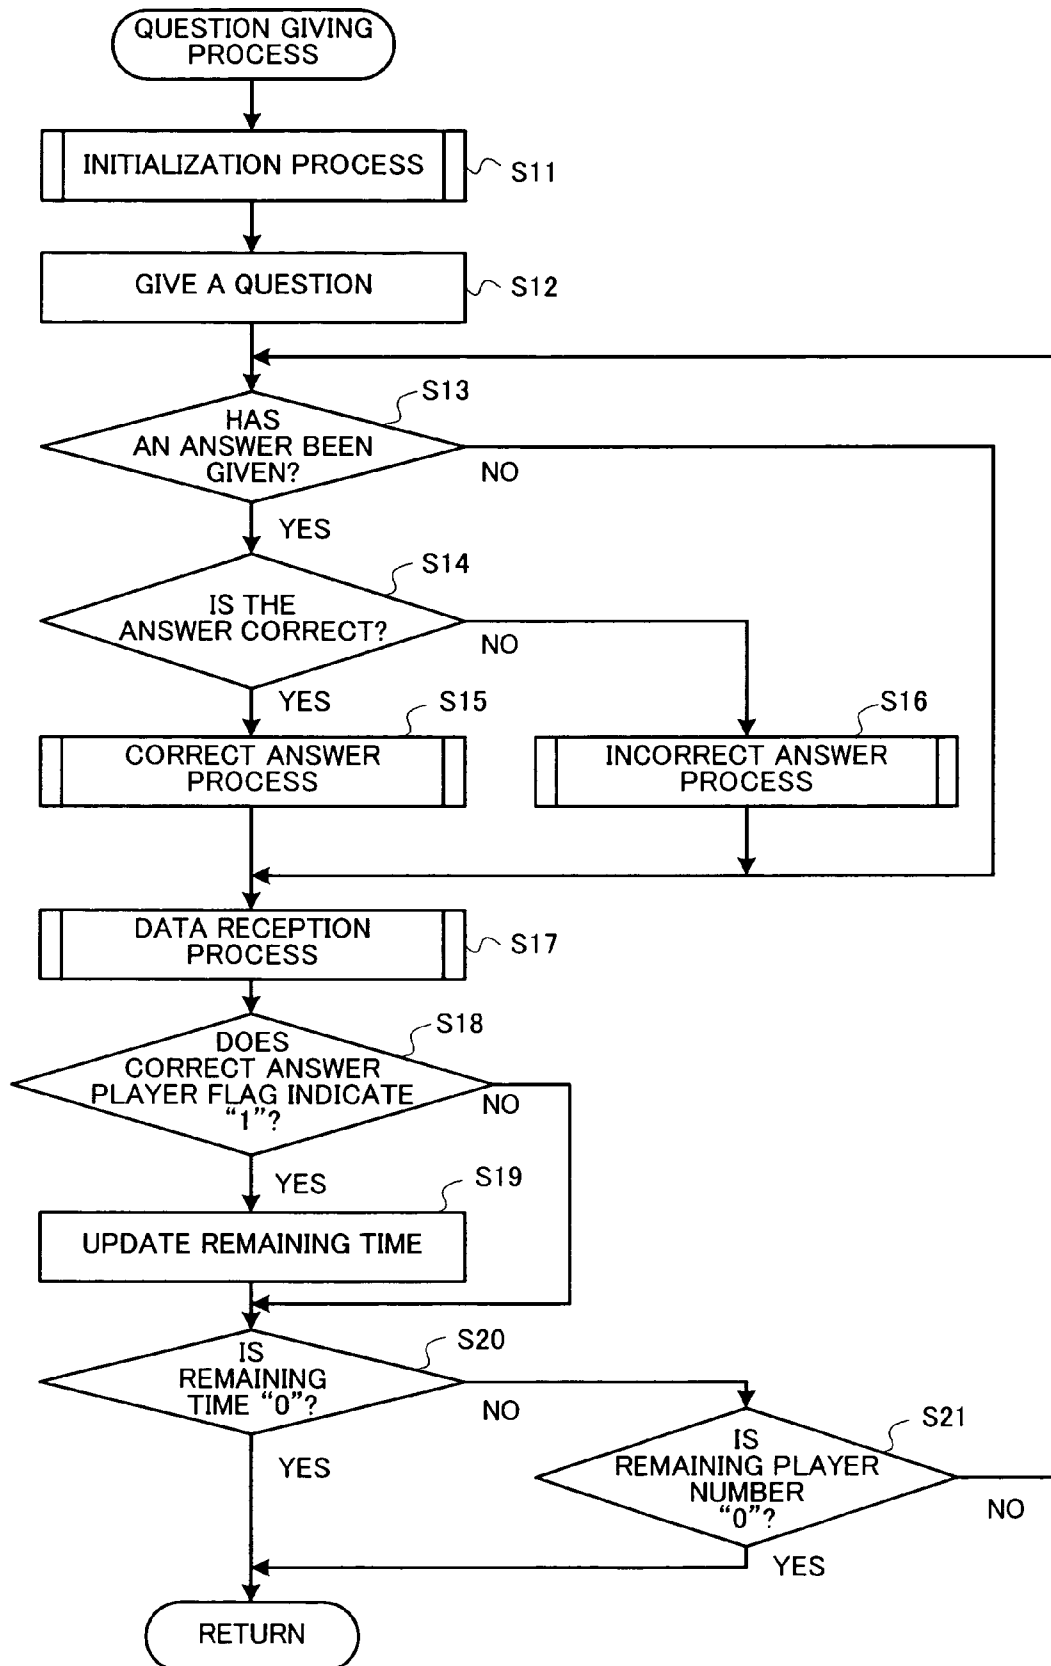 QUESTION GIVING
PROCESS
INITIALIZATION PROCESS
S11
GIVE A QUESTION
S12
S13
HAS
AN ANSWER BEEN
GIVEN?
NO
YES
S14
IS THE
ANSWER CORRECT?
NO
YES
S15
CORRECT ANSWER
PROCESS
S16
INCORRECT ANSWER
PROCESS
DATA RECEPTION
PROCESS
S17
S18
DOES
CORRECT ANSWER
PLAYER FLAG INDICATE
“1”?
NO
YES
S19
UPDATE REMAINING TIME
S20
IS
REMAINING
TIME “0”?
NO
YES
S21
IS
REMAINING PLAYER
NUMBER
“0”?
NO
YES
RETURN